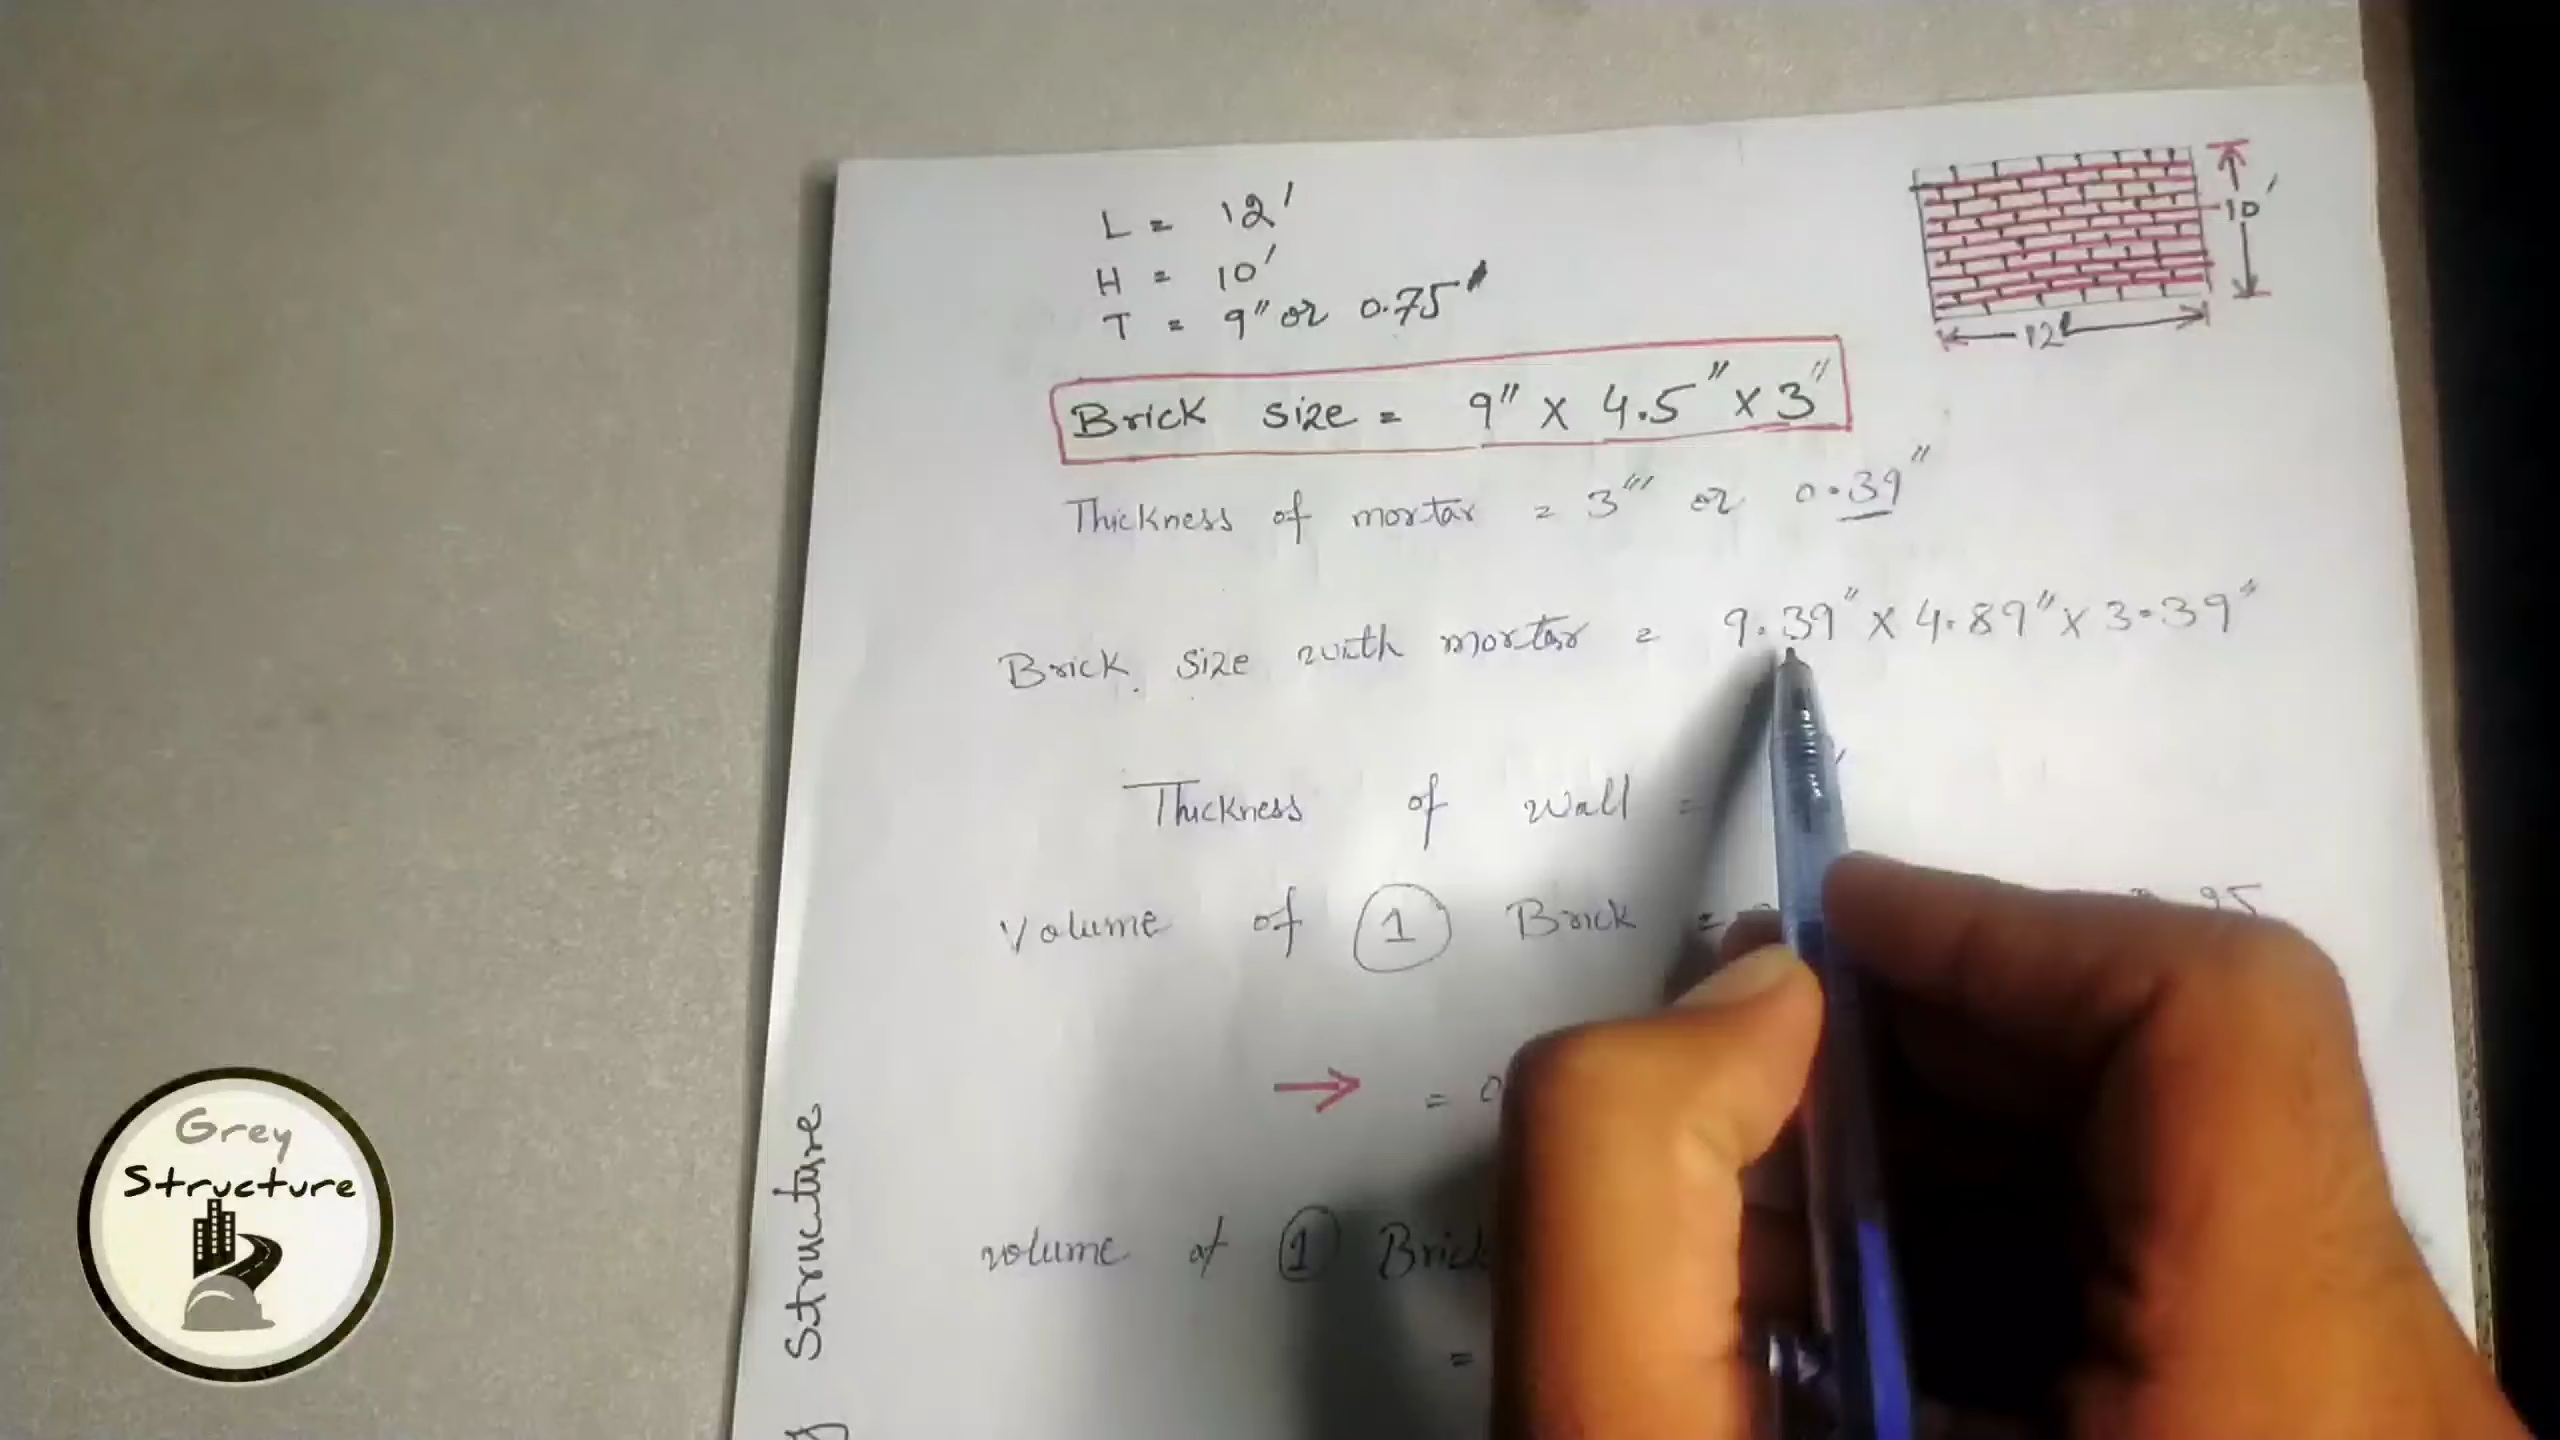 L = 12'
H = 10'
T = 9" or 0.75'
10'
12'
Brick size = 9" x 4.5" x 3"
Thickness of mortar = 3''' or 0.39"
Brick size with mortar = 9.39" x 4.89" x 3.39"
Thickness of wall =
Volume of 1 Brick =
→ = 0
volume of 1 Brick
=
Structure
Grey
Structure